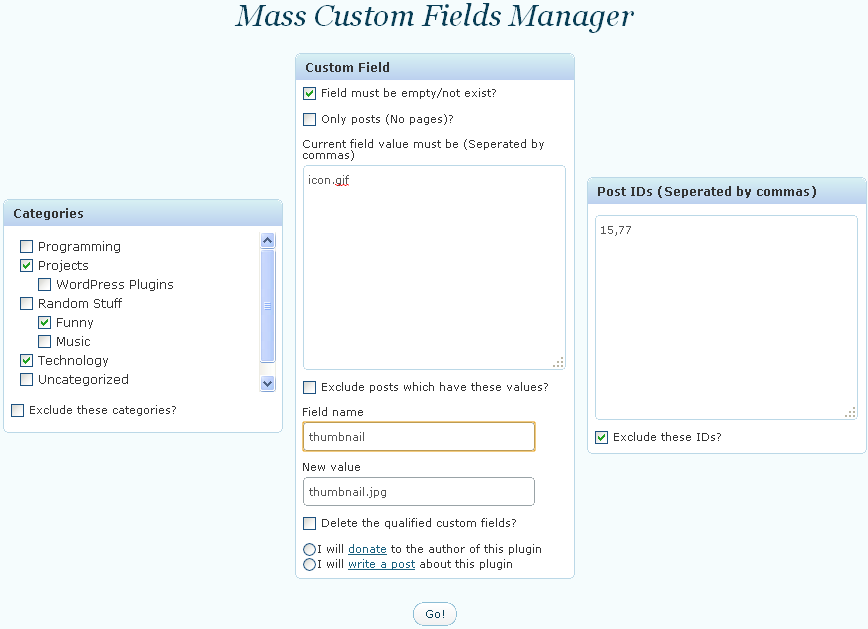 Mass Custom Fields Manager
Categories
Programming
Projects
WordPress Plugins
Random Stuff
Funny
Music
Technology
Uncategorized
Exclude these categories?
Custom Field
Field must be empty/not exist?
Only posts (No pages)?
Current field value must be (Seperated by
commas)
icon.gif
Exclude posts which have these values?
Field name
thumbnail
New value
thumbnail.jpg
Delete the qualified custom fields?
I will donate to the author of this plugin
I will write a post about this plugin
Post IDs (Seperated by commas)
15,77
Exclude these IDs?
Go!